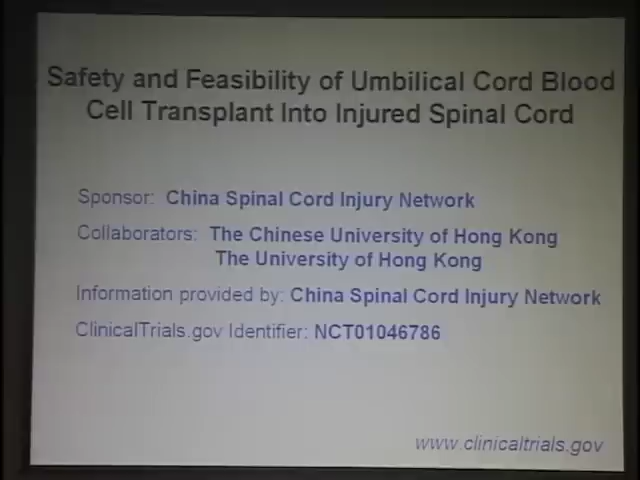 Safety and Feasibility of Umbilical Cord Blood
Cell Transplant Into Injured Spinal Cord
Sponsor: China Spinal Cord Injury Network
Collaborators: The Chinese University of Hong Kong
The University of Hong Kong
Information provided by: China Spinal Cord Injury Network
ClinicalTrials.gov Identifier: NCT01046786
www.clinicaltrials.gov